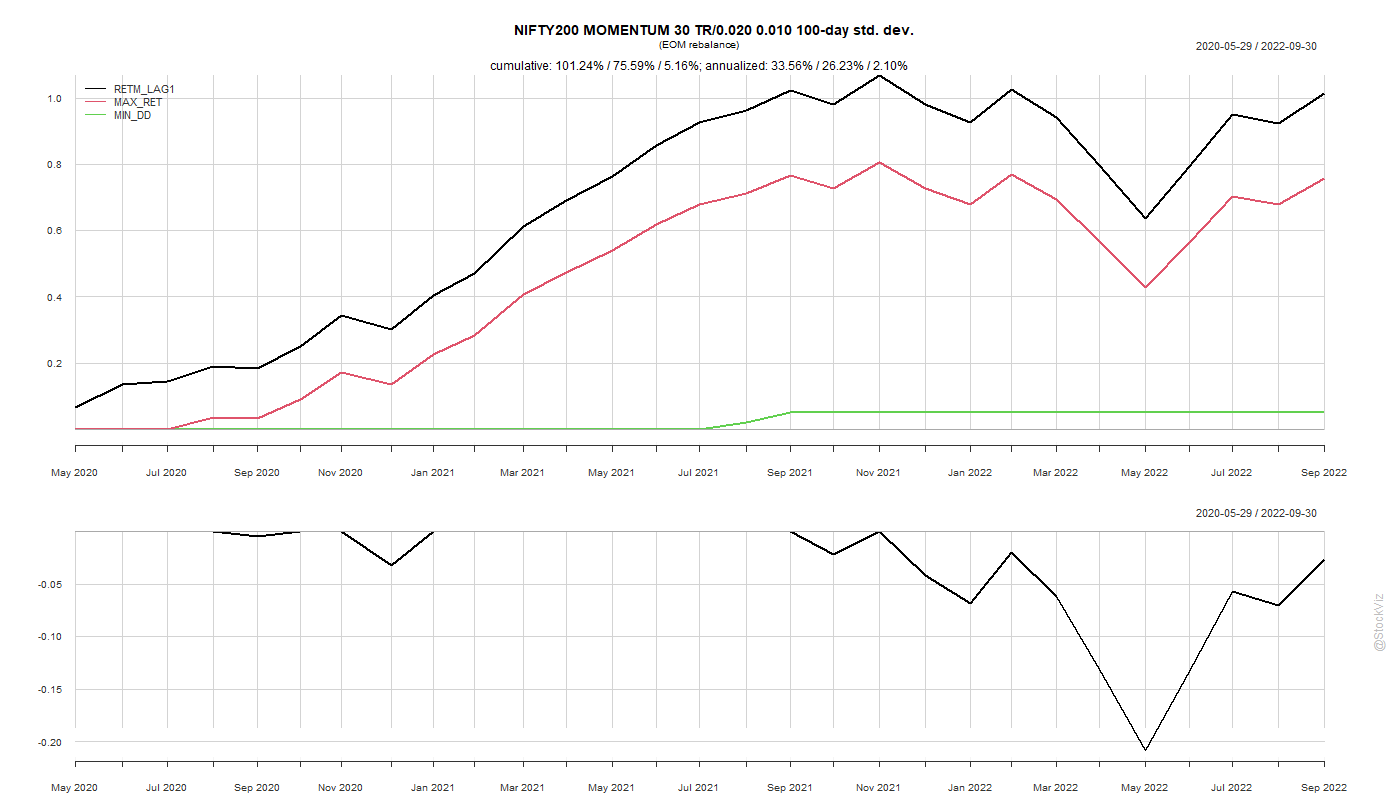 NIFTY200 MOMENTUM 30 TR/0.020 0.010 100-day std. dev.
(EOM rebalance)
2020-05-29 / 2022-09-30
cumulative: 101.24% / 75.59% / 5.16%; annualized: 33.56% / 26.23% / 2.10%
RETM_LAG1
MAX_RET
MIN_DD
1.0
0.8
0.6
0.4
0.2
May 2020 Jul 2020 Sep 2020 Nov 2020 Jan 2021 Mar 2021 May 2021 Jul 2021 Sep 2021 Nov 2021 Jan 2022 Mar 2022 May 2022 Jul 2022 Sep 2022
2020-05-29 / 2022-09-30
-0.05
-0.10
-0.15
-0.20
May 2020 Jul 2020 Sep 2020 Nov 2020 Jan 2021 Mar 2021 May 2021 Jul 2021 Sep 2021 Nov 2021 Jan 2022 Mar 2022 May 2022 Jul 2022 Sep 2022
@StockViz